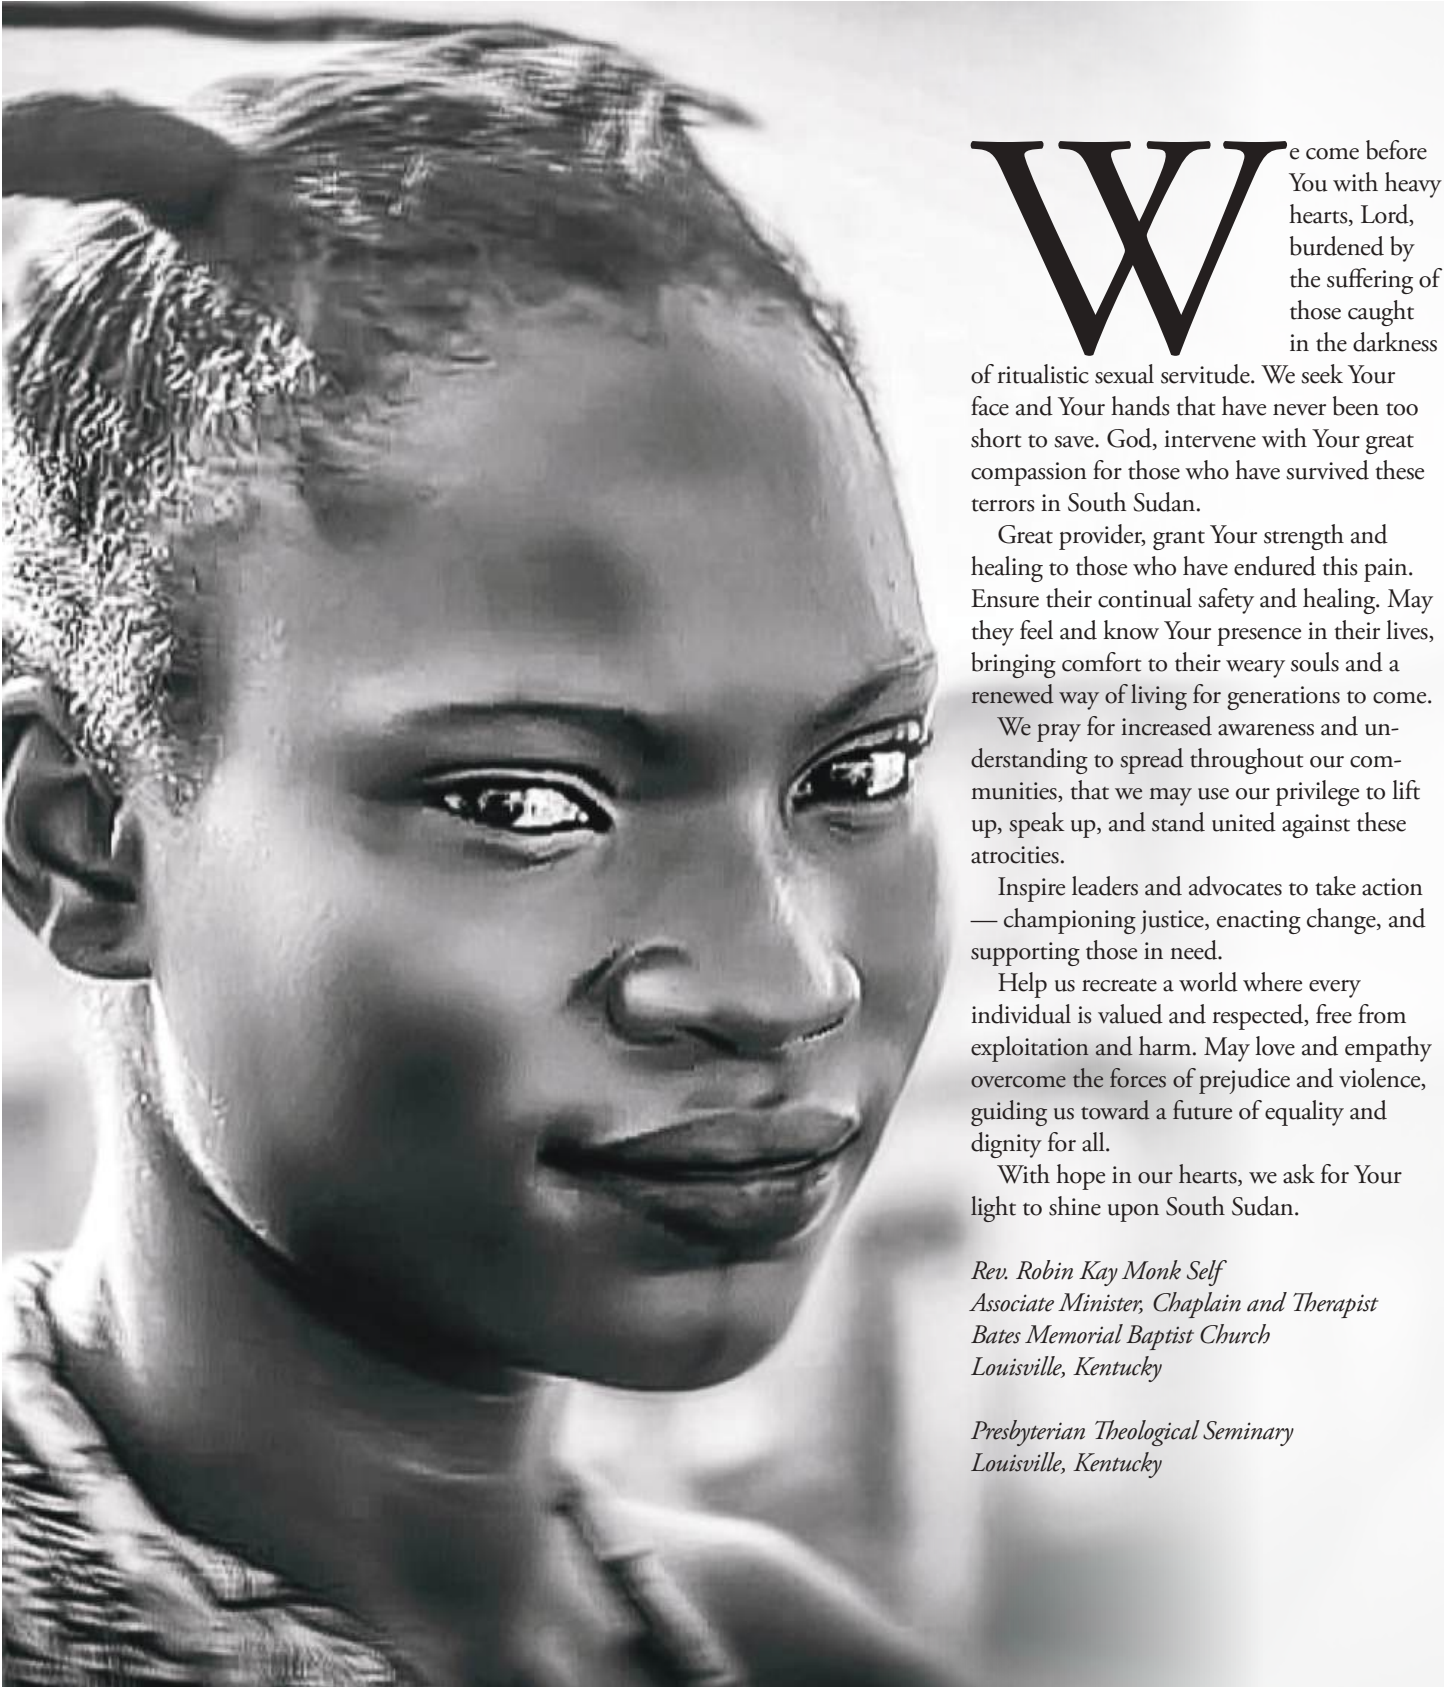 We come before
You with heavy
hearts, Lord,
burdened by
the suffering of
those caught
in the darkness
of ritualistic sexual servitude. We seek Your
face and Your hands that have never been too
short to save. God, intervene with Your great
compassion for those who have survived these
terrors in South Sudan.
Great provider, grant Your strength and
healing to those who have endured this pain.
Ensure their continual safety and healing. May
they feel and know Your presence in their lives,
bringing comfort to their weary souls and a
renewed way of living for generations to come.
We pray for increased awareness and un-
derstanding to spread throughout our com-
munities, that we may use our privilege to lift
up, speak up, and stand united against these
atrocities.
Inspire leaders and advocates to take action
— championing justice, enacting change, and
supporting those in need.
Help us recreate a world where every
individual is valued and respected, free from
exploitation and harm. May love and empathy
overcome the forces of prejudice and violence,
guiding us toward a future of equality and
dignity for all.
With hope in our hearts, we ask for Your
light to shine upon South Sudan.
Rev. Robin Kay Monk Self
Associate Minister, Chaplain and Therapist
Bates Memorial Baptist Church
Louisville, Kentucky
Presbyterian Theological Seminary
Louisville, Kentucky